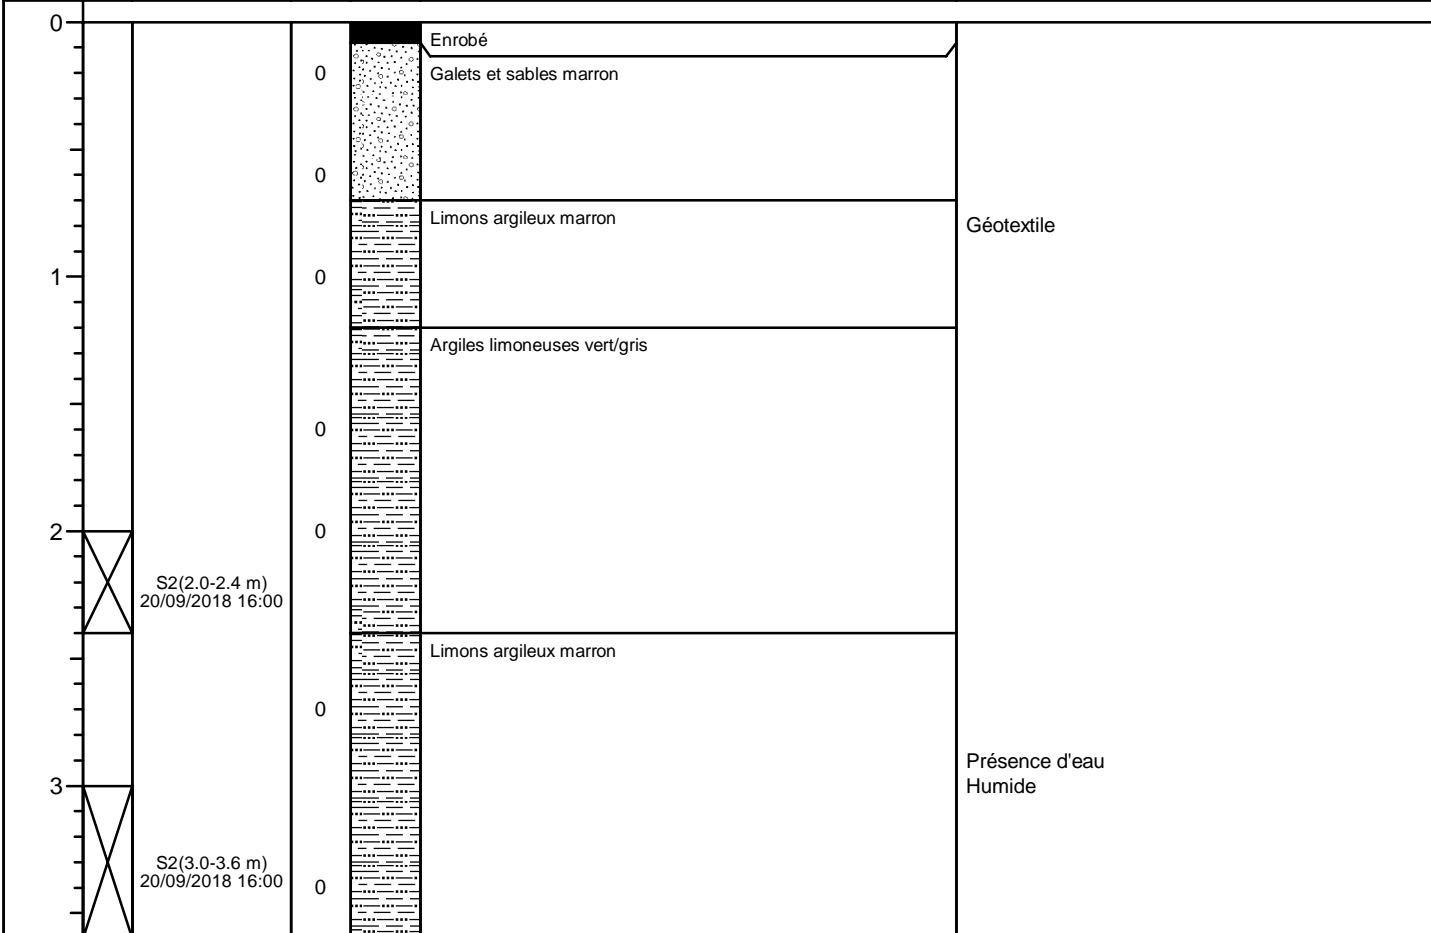 0
Enrobé
0
Galets et sables marron
0
Limons argileux marron
Géotextile
1
0
Argiles limoneuses vert/gris
0
2
0
S2(2.0-2.4 m)
20/09/2018 16:00
Limons argileux marron
0
Présence d'eau
3
Humide
S2(3.0-3.6 m)
20/09/2018 16:00
0